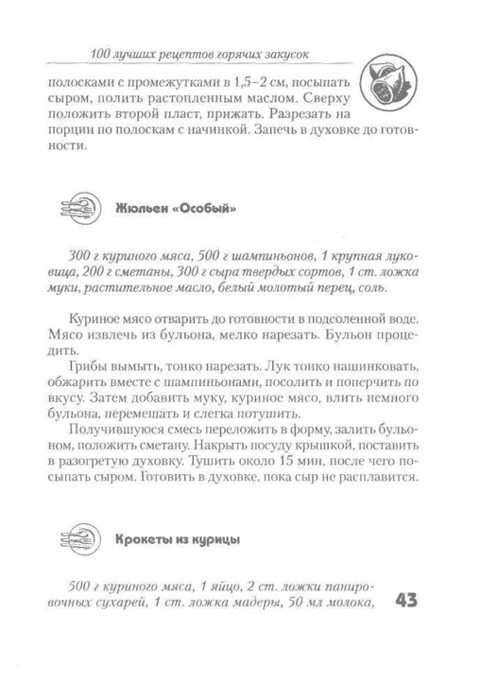 100 лучших рецептов горячих закусок
полосками с промежутками в 1,5–2 см, посыпать
сыром, полить растопленным маслом. Сверху
положить второй пласт, прижать. Разрезать на
порции по полоскам с начинкой. Запечь в духовке до готов-
ности.
Жюльен «Особый»
300 г куриного мяса, 500 г шампиньонов, 1 крупная луко-
вица, 200 г сметаны, 300 г сыра твердых сортов, 1 ст. ложка
муки, растительное масло, белый молотый перец, соль.
Куриное мясо отварить до готовности в подсоленной воде.
Мясо извлечь из бульона, мелко нарезать. Бульон проце-
дить.
Грибы вымыть, тонко нарезать. Лук тонко нашинковать,
обжарить вместе с шампиньонами, посолить и поперчить по
вкусу. Затем добавить муку, куриное мясо, влить немного
бульона, перемешать и слегка потушить.
Получившуюся смесь переложить в форму, залить бульо-
ном, положить сметану. Накрыть посуду крышкой, поставить
в разогретую духовку. Тушить около 15 мин, после чего по-
сыпать сыром. Готовить в духовке, пока сыр не расплавится.
Крокеты из курицы
500 г куриного мяса, 1 яйцо, 2 ст. ложки паниро-
вочных сухарей, 1 ст. ложка мадеры, 50 мл молока,
43